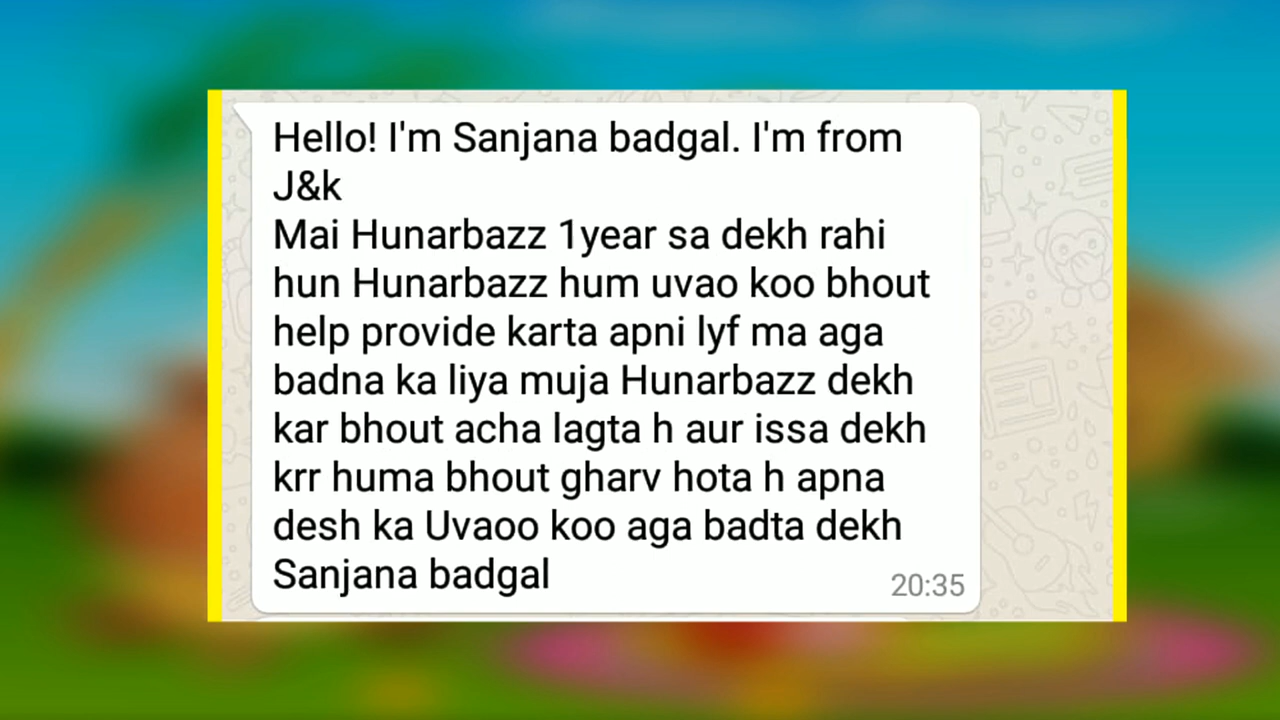 Hello! I'm Sanjana badgal. I'm from
J&k
Mai Hunarbazz 1year sa dekh rahi
hun Hunarbazz hum uvao koo bhout
help provide karta apni lyf ma aga
badna ka liya muja Hunarbazz dekh
kar bhout acha lagta h aur issa dekh
krr huma bhout gharv hota h apna
desh ka Uvaoo koo aga badta dekh
Sanjana badgal
20:35